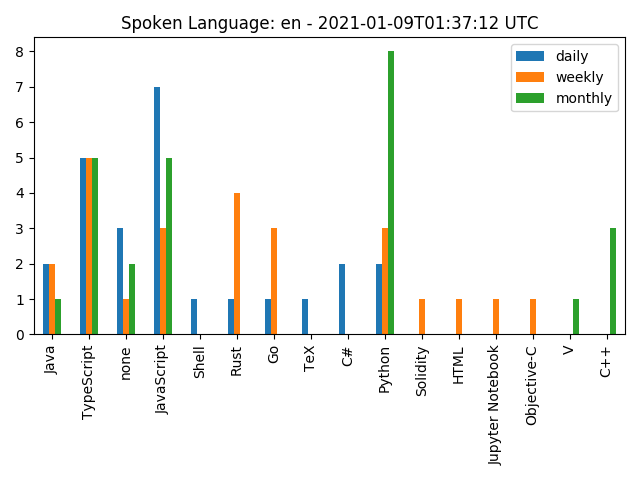 Spoken Language: en - 2021-01-09T01:37:12 UTC
daily
weekly
monthly
8
7
6
5
4
3
2
1
0
Java
TypeScript
none
JavaScript
Shell
Rust
Go
TeX
C#
Python
Solidity
HTML
Jupyter Notebook
Objective-C
V
C++